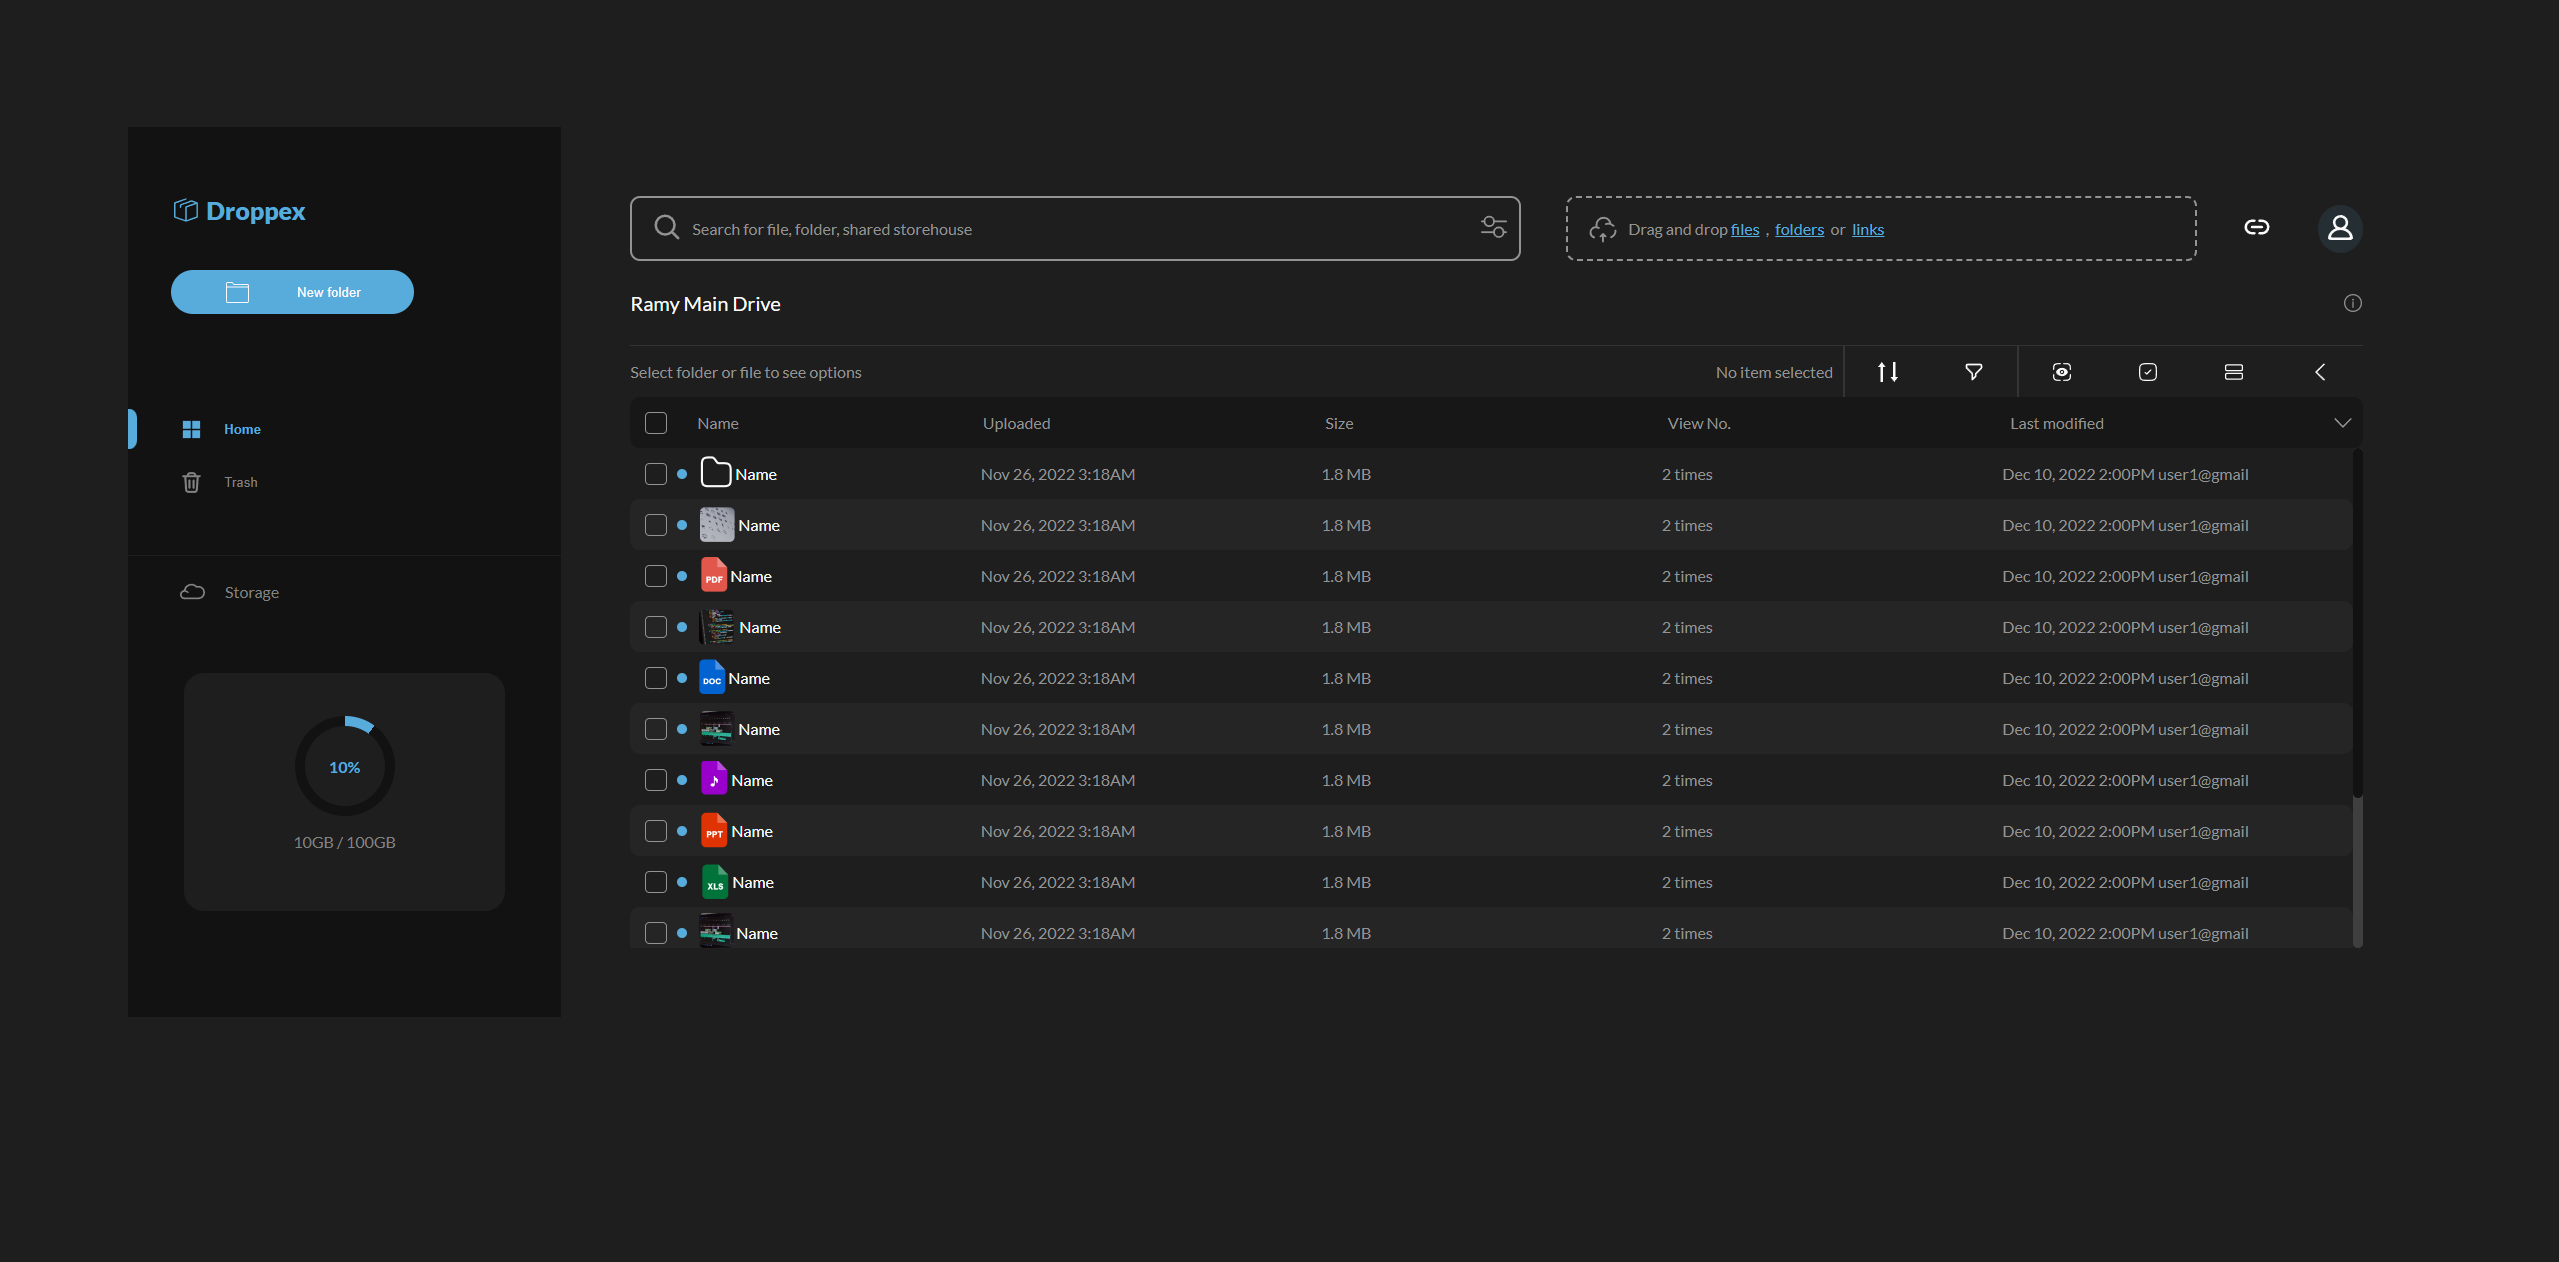 Droppex
New folder
Home
Trash
Storage
10%
10GB / 100GB
Search for file, folder, shared storehouse
Drag and drop files , folders or links
Ramy Main Drive
Select folder or file to see options
No item selected
Name Uploaded Size View No. Last modified
Name Nov 26, 2022 3:18AM 1.8 MB 2 times Dec 10, 2022 2:00PM user1@gmail
Name Nov 26, 2022 3:18AM 1.8 MB 2 times Dec 10, 2022 2:00PM user1@gmail
PDF Name Nov 26, 2022 3:18AM 1.8 MB 2 times Dec 10, 2022 2:00PM user1@gmail
Name Nov 26, 2022 3:18AM 1.8 MB 2 times Dec 10, 2022 2:00PM user1@gmail
DOC Name Nov 26, 2022 3:18AM 1.8 MB 2 times Dec 10, 2022 2:00PM user1@gmail
Name Nov 26, 2022 3:18AM 1.8 MB 2 times Dec 10, 2022 2:00PM user1@gmail
Name Nov 26, 2022 3:18AM 1.8 MB 2 times Dec 10, 2022 2:00PM user1@gmail
PPT Name Nov 26, 2022 3:18AM 1.8 MB 2 times Dec 10, 2022 2:00PM user1@gmail
XLS Name Nov 26, 2022 3:18AM 1.8 MB 2 times Dec 10, 2022 2:00PM user1@gmail
Name Nov 26, 2022 3:18AM 1.8 MB 2 times Dec 10, 2022 2:00PM user1@gmail